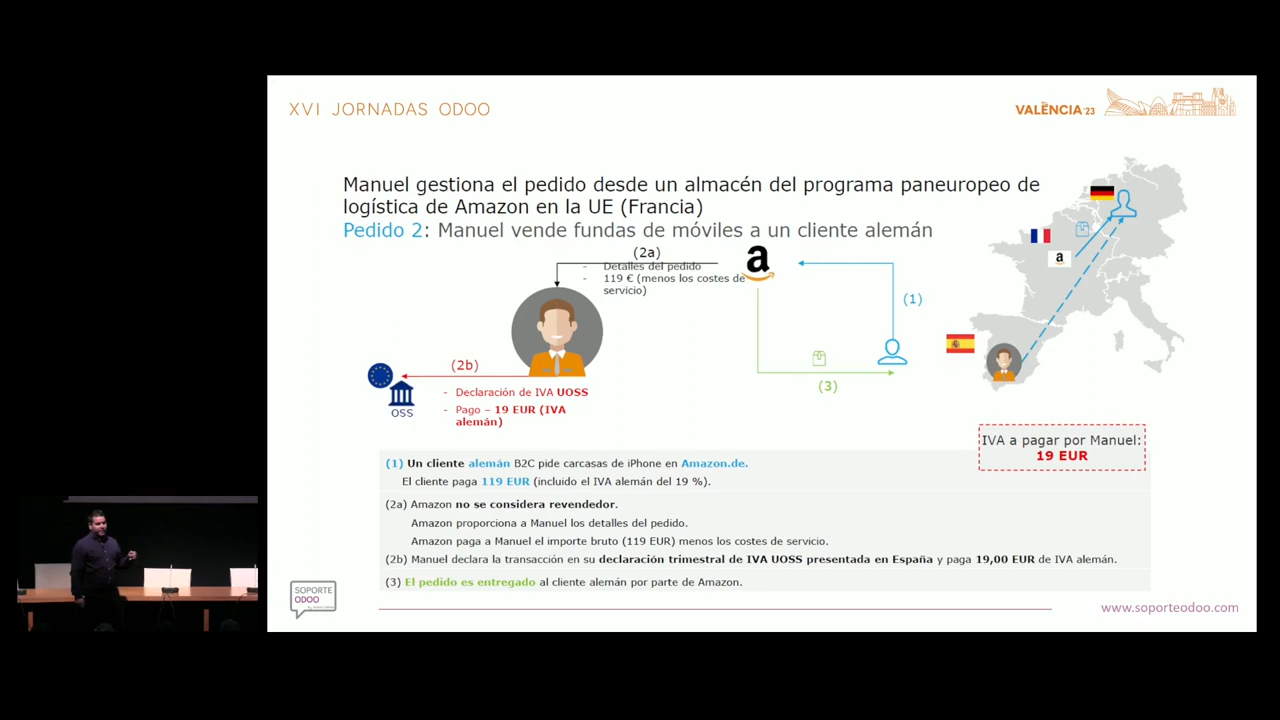 XVI JORNADAS ODOO
VALÈNCIA '23
Manuel gestiona el pedido desde un almacén del programa paneuropeo de
logística de Amazon en la UE (Francia)
Pedido 2: Manuel vende fundas de móviles a un cliente alemán
(2a)
- Detalles del pedido
- 119 € (menos los costes de
servicio)
a
(1)
a
(2b)
OSS
- Declaración de IVA UOSS
- Pago – 19 EUR (IVA
alemán)
(3)
IVA a pagar por Manuel:
19 EUR
(1) Un cliente alemán B2C pide carcasas de iPhone en Amazon.de.
El cliente paga 119 EUR (incluido el IVA alemán del 19 %).
(2a) Amazon no se considera revendedor.
Amazon proporciona a Manuel los detalles del pedido.
Amazon paga a Manuel el importe bruto (119 EUR) menos los costes de servicio.
(2b) Manuel declara la transacción en su declaración trimestral de IVA UOSS presentada en España y paga 19,00 EUR de IVA alemán.
(3) El pedido es entregado al cliente alemán por parte de Amazon.
SOPORTE
ODOO
www.soporteodoo.com